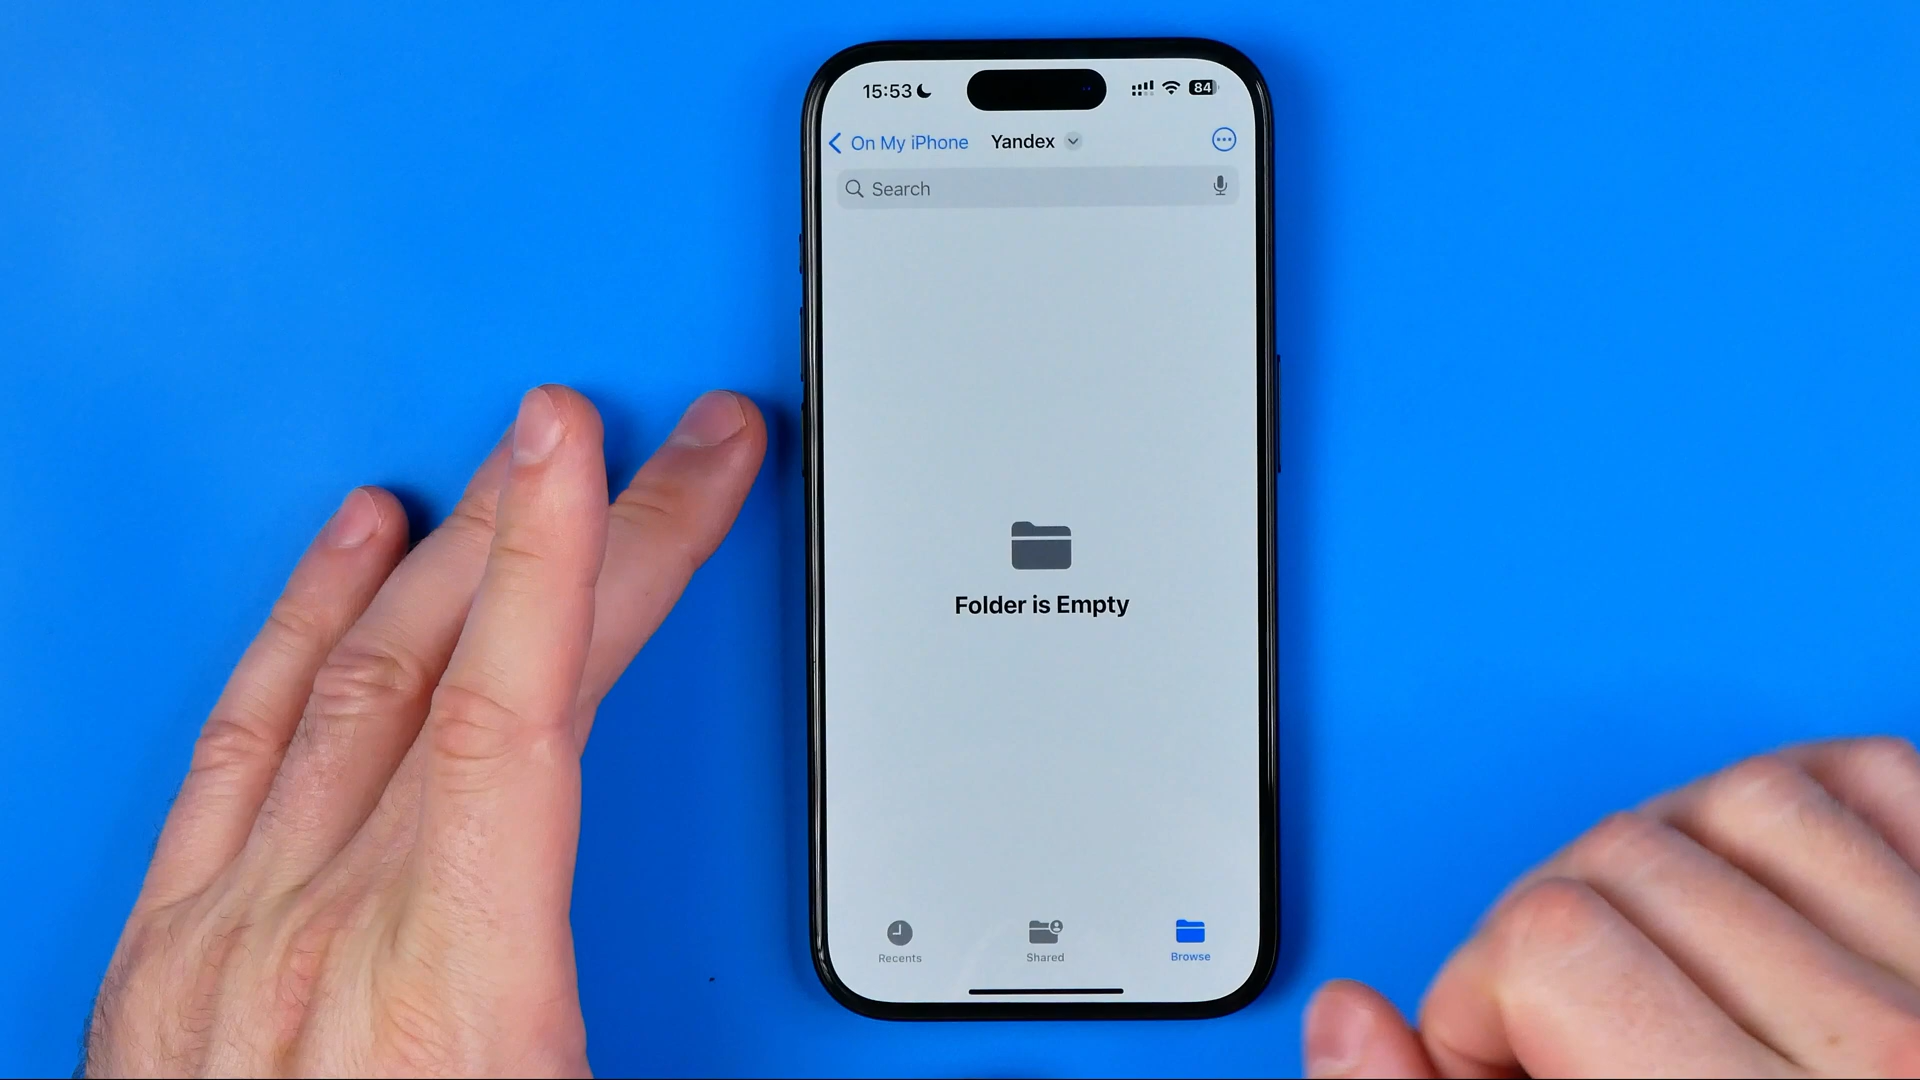 15:53
84
On My iPhone Yandex
Search
Folder is Empty
Recents Shared Browse